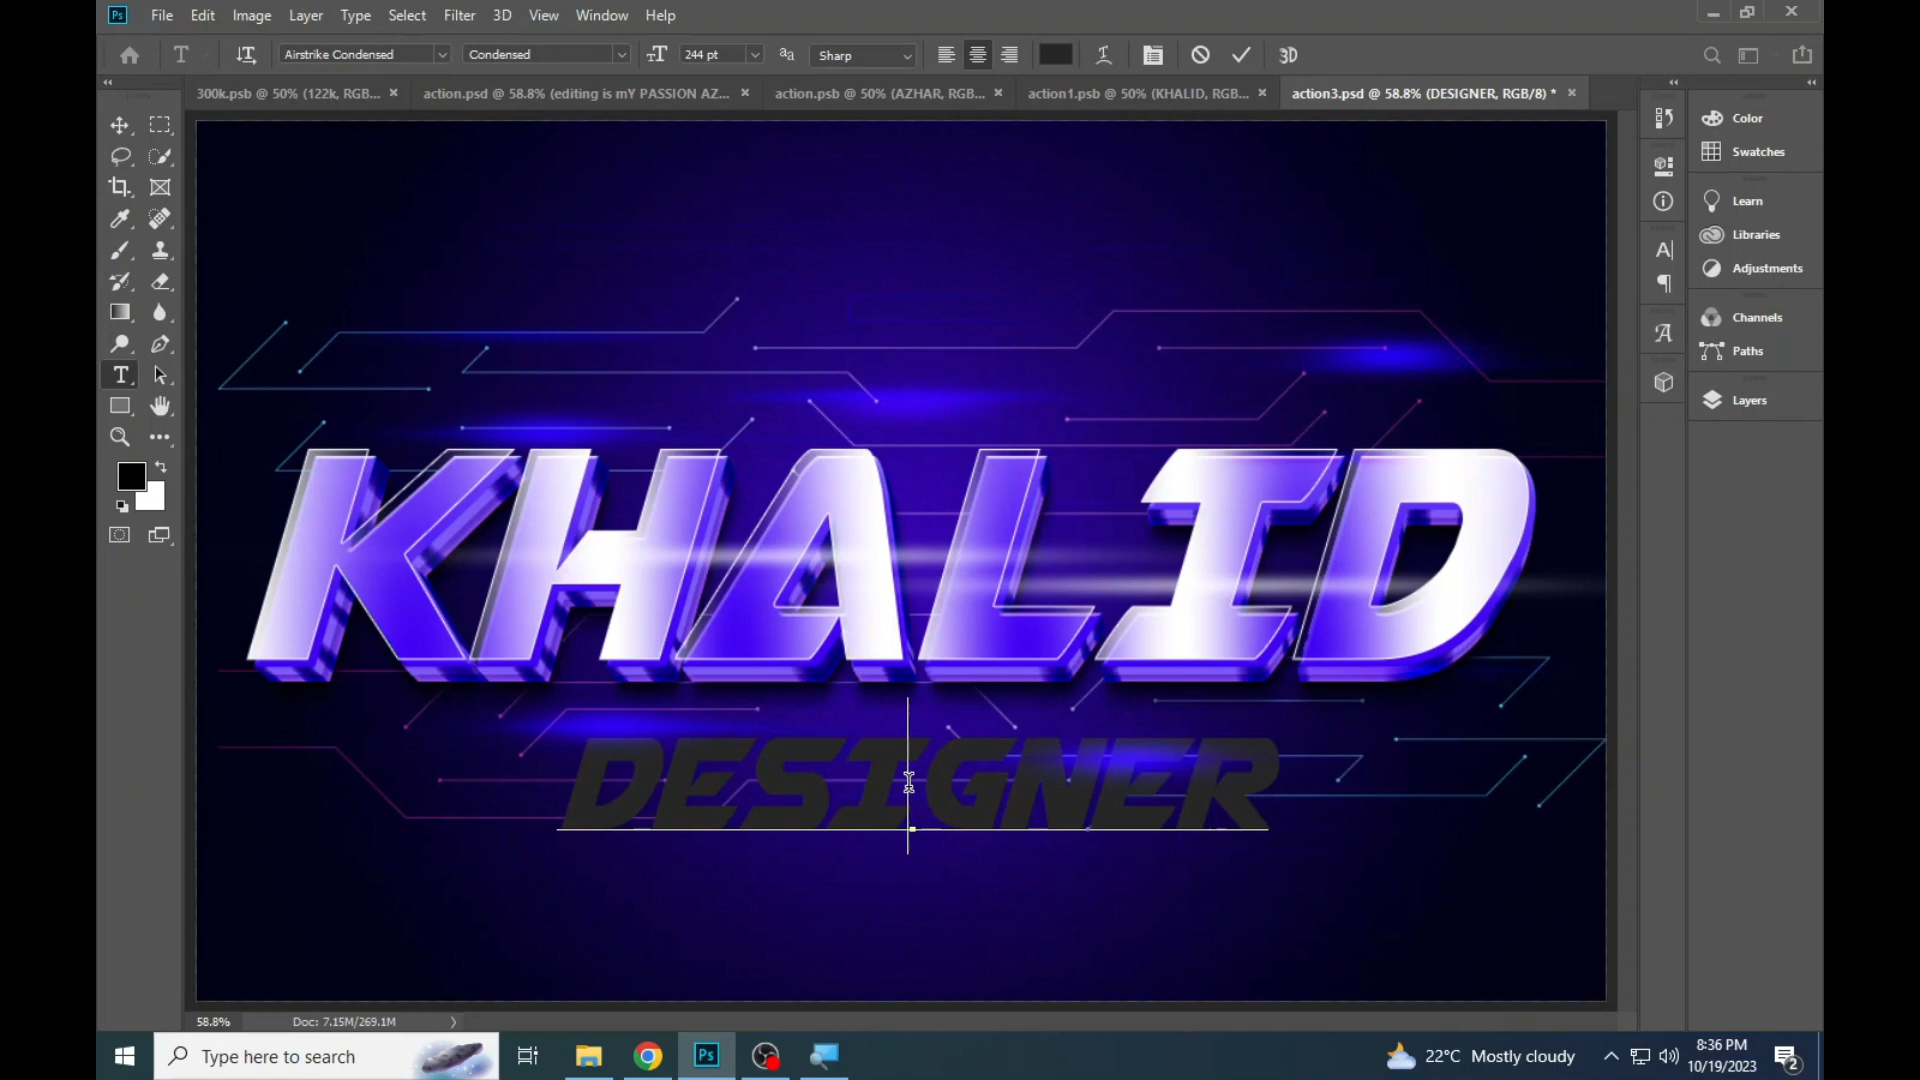 Ps File Edit Image Layer Type Select Filter 3D View Window Help
T Airstrike Condensed Condensed 244 pt aa Sharp 3D
300k.psb @ 50% (122k, RGB... × action.psd @ 58.8% (editing is mY PASSION AZ... × action.psb @ 50% (AZHAR, RGB... × action1.psb @ 50% (KHALID, RGB... × action3.psd @ 58.8% (DESIGNER, RGB/8) * ×
Color
Swatches
Learn
Libraries
Adjustments
Channels
Paths
Layers
KHALID
DESIGNER
58.8% Doc: 7.15M/269.1M
Type here to search
Ps
22°C Mostly cloudy
8:36 PM
10/19/2023
2